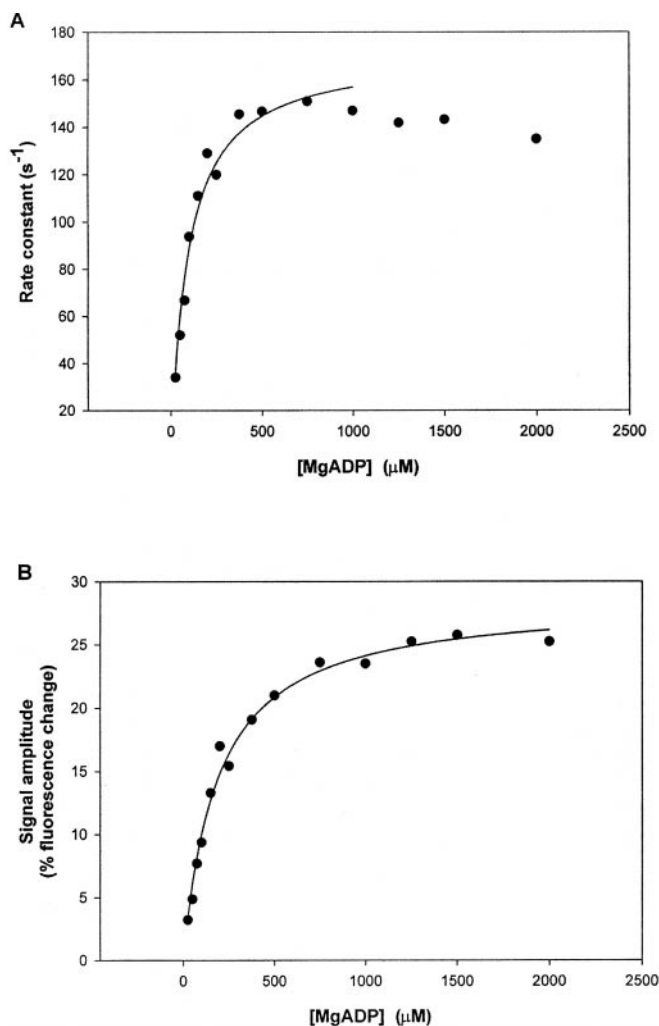 A
180
160
140
120
100
80
60
40
20
Rate constant (s⁻¹)
0 500 1000 1500 2000 2500
[MgADP] (μM)
B
30
25
20
15
10
5
0
Signal amplitude
(% fluorescence change)
0 500 1000 1500 2000 2500
[MgADP] (μM)